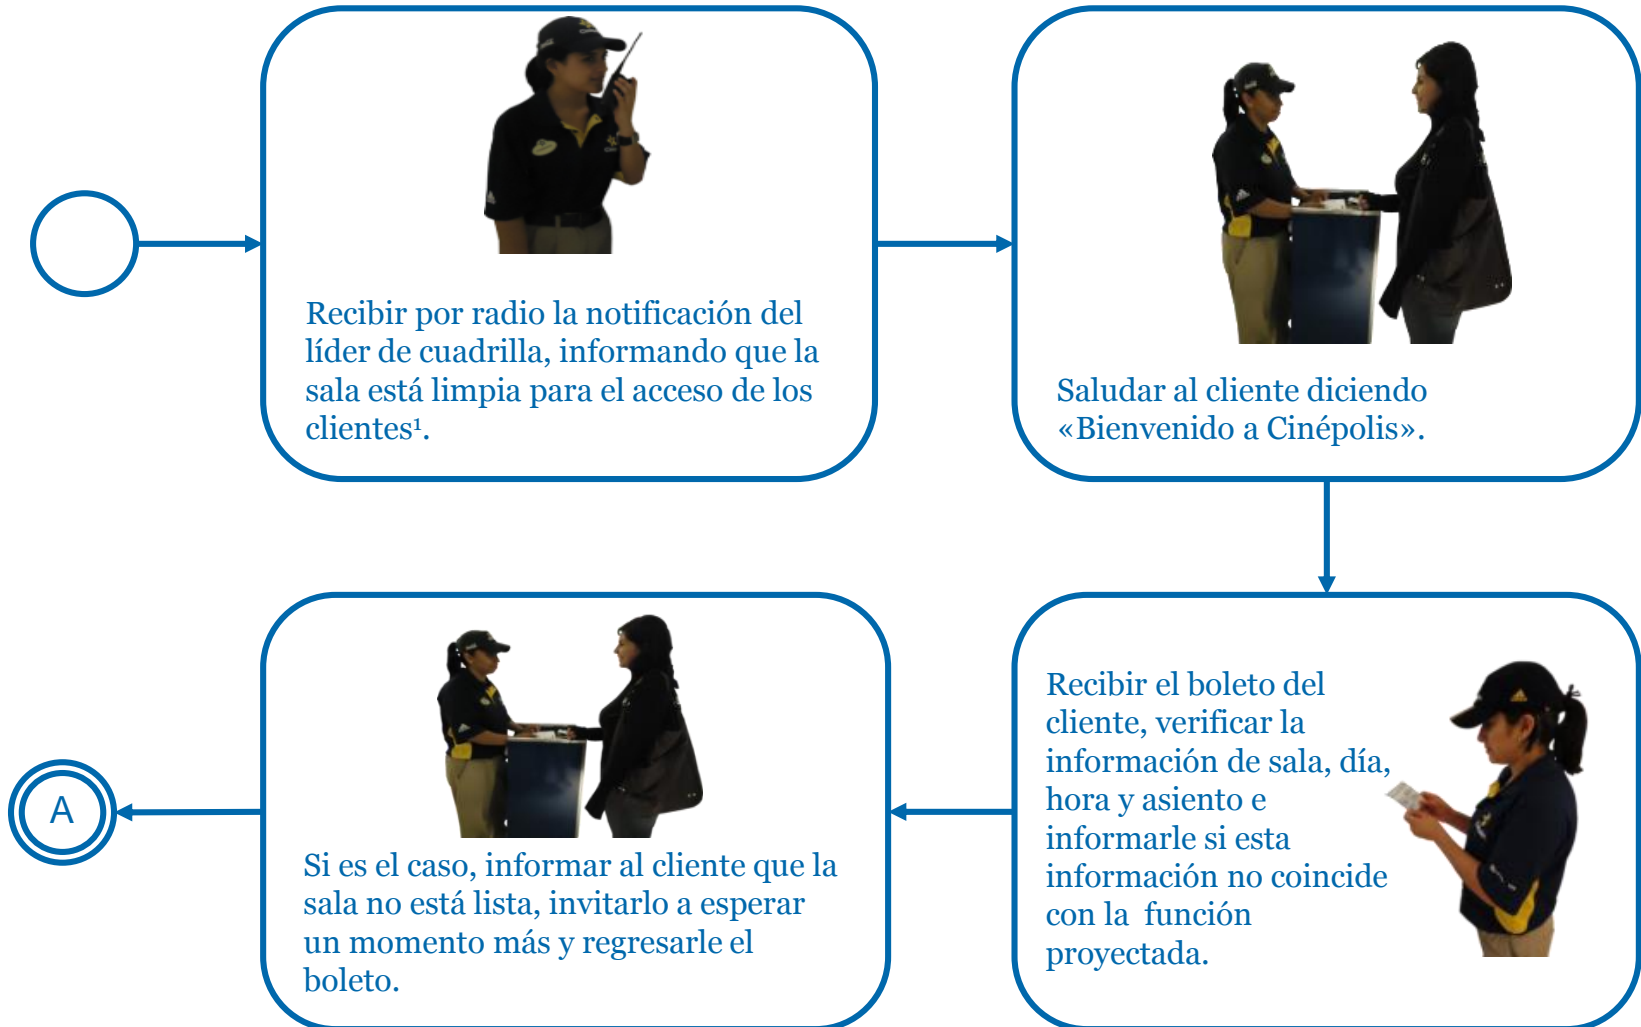 Recibir por radio la notificación del
líder de cuadrilla, informando que la
sala está limpia para el acceso de los
clientes¹.
Saludar al cliente diciendo
«Bienvenido a Cinépolis».
Recibir el boleto del
cliente, verificar la
información de sala, día,
hora y asiento e
informarle si esta
información no coincide
con la función
proyectada.
Si es el caso, informar al cliente que la
sala no está lista, invitarlo a esperar
un momento más y regresarle el
boleto.
A